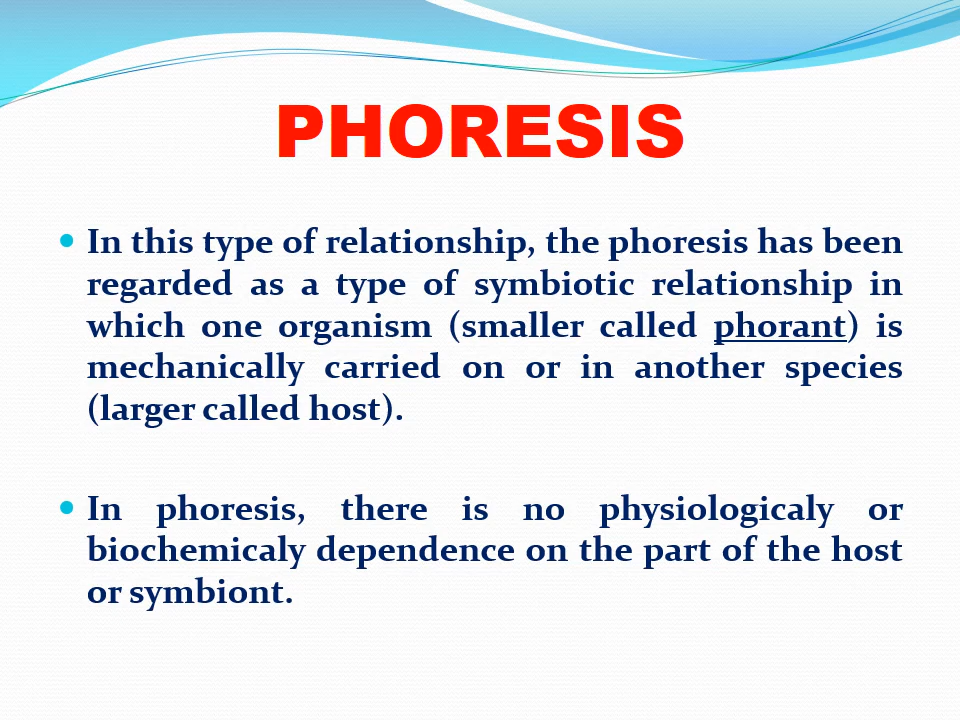 PHORESIS
• In this type of relationship, the phoresis has been
regarded as a type of symbiotic relationship in
which one organism (smaller called phorant) is
mechanically carried on or in another species
(larger called host).
• In phoresis, there is no physiologicaly or
biochemicaly dependence on the part of the host
or symbiont.